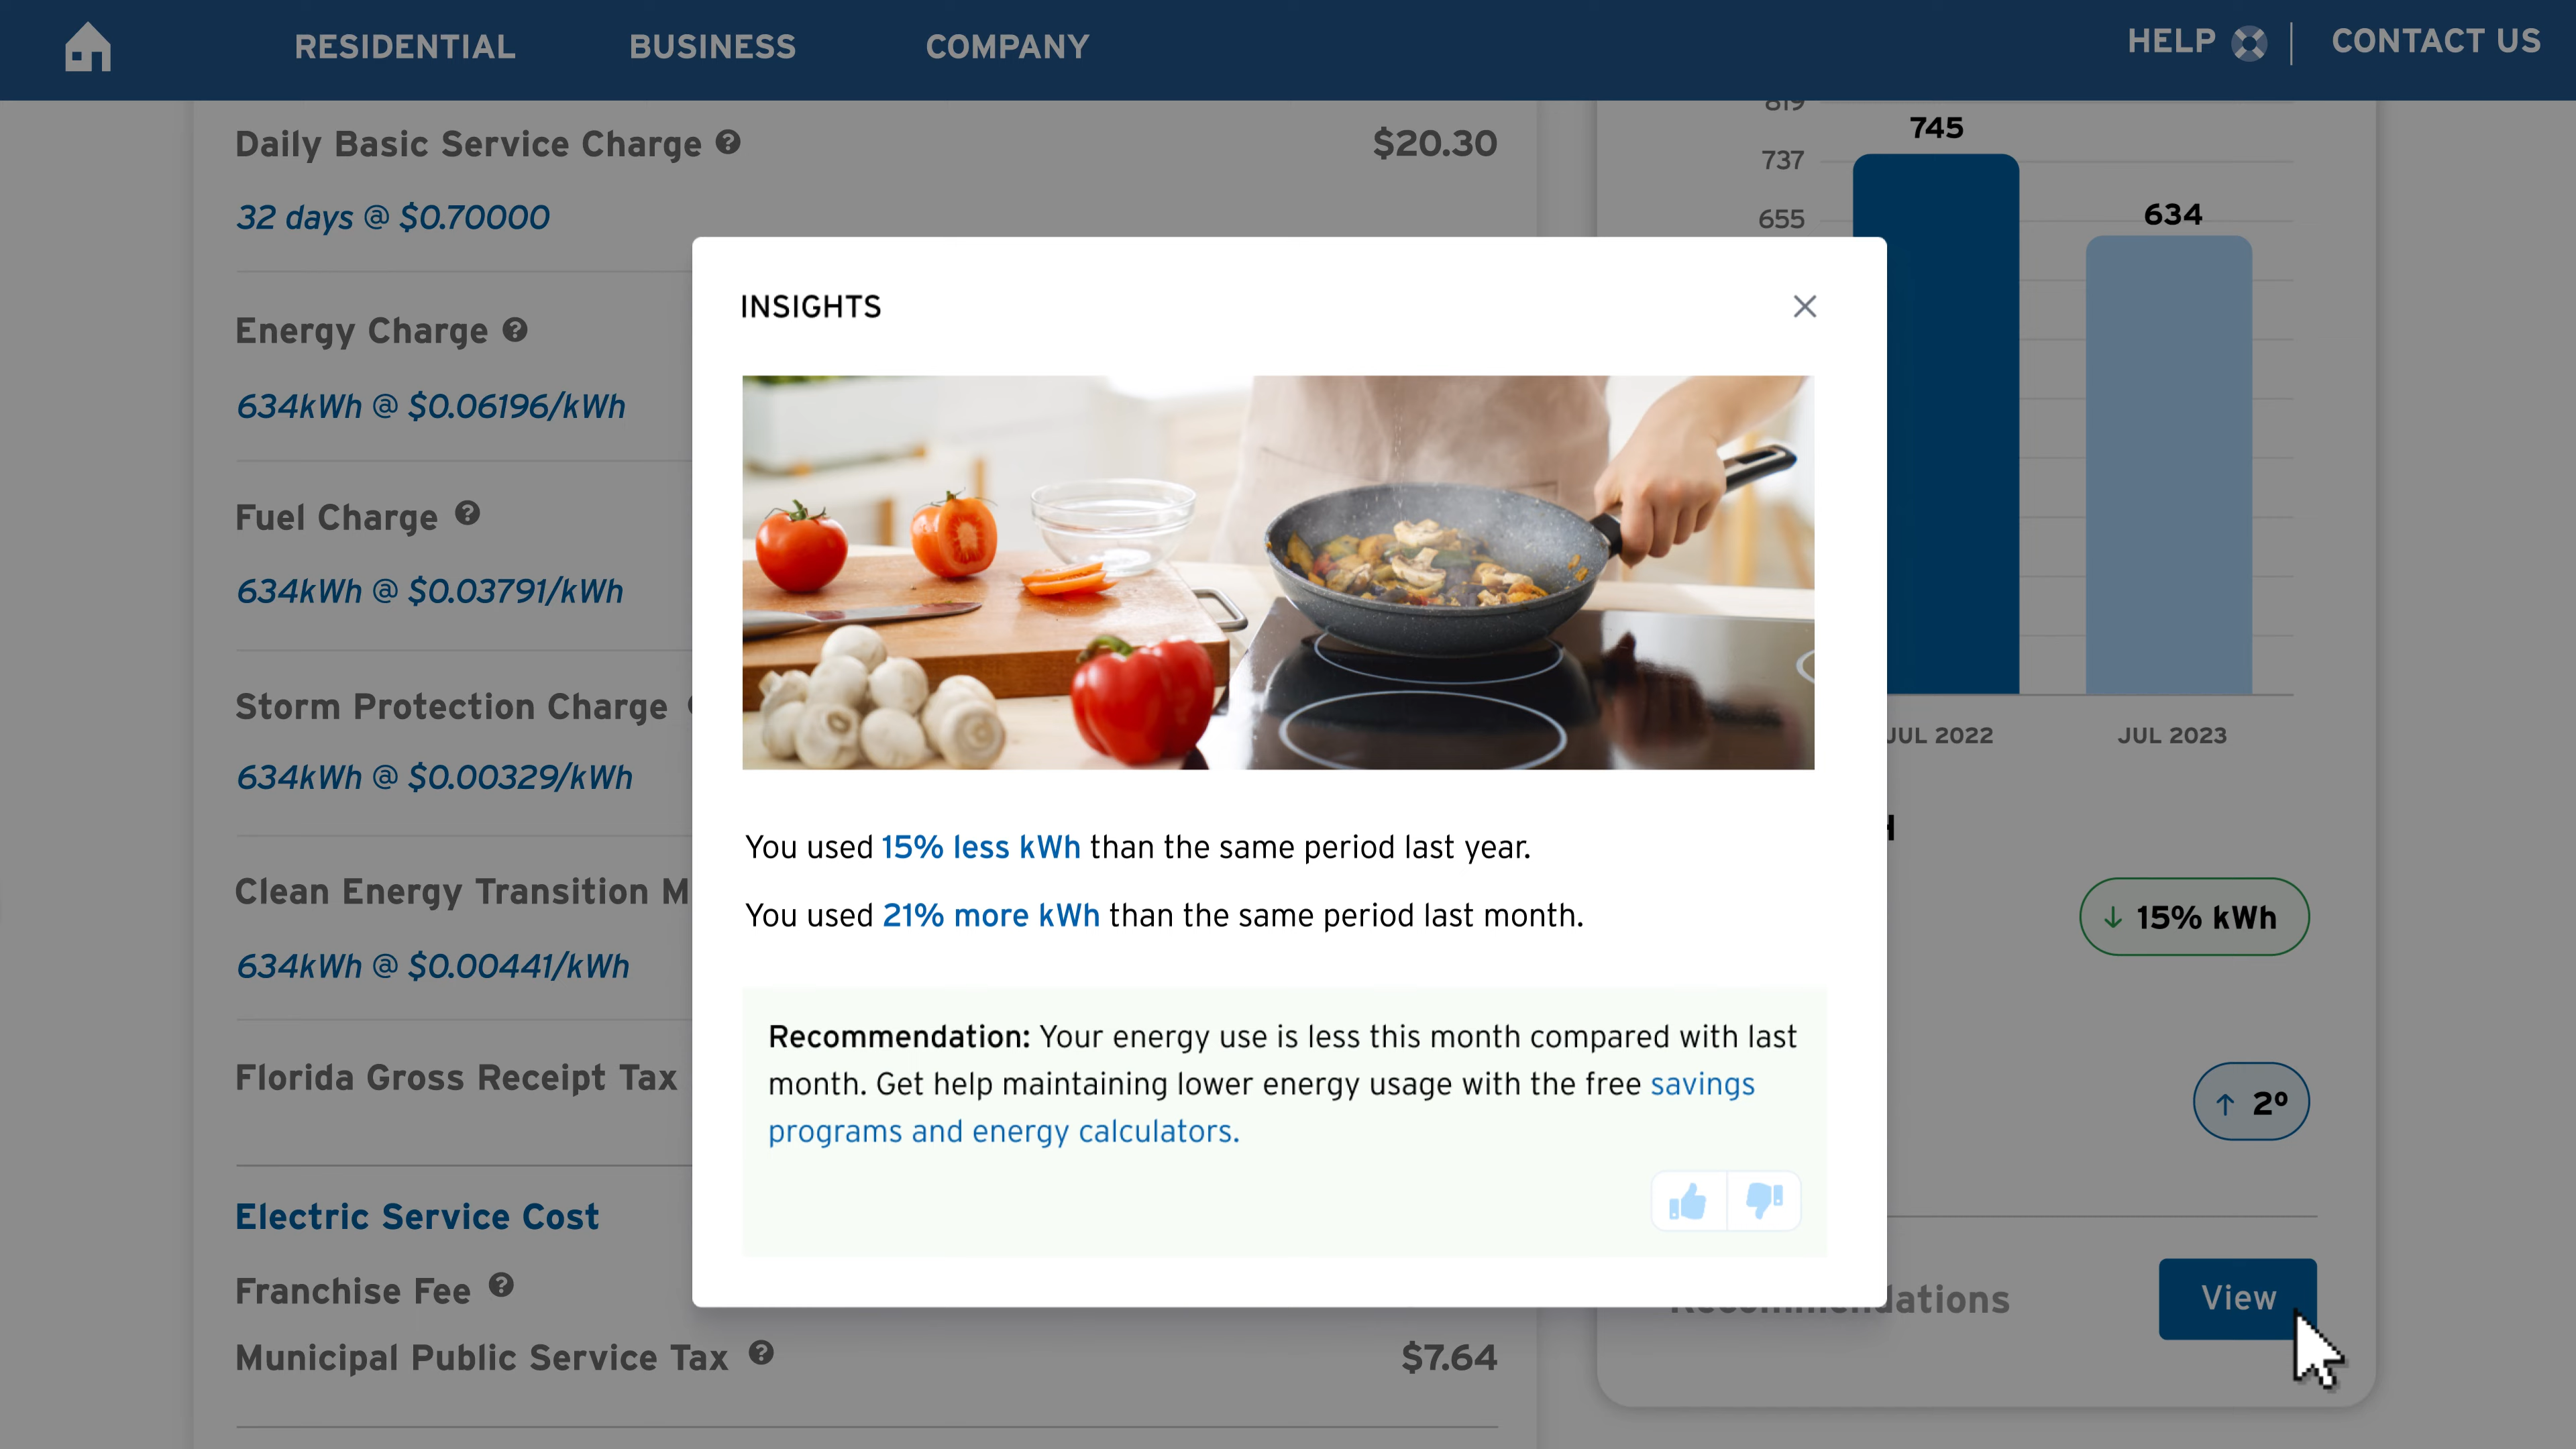 RESIDENTIAL BUSINESS COMPANY HELP CONTACT US
Daily Basic Service Charge $20.30
32 days @ $0.70000
Energy Charge
634kWh @ $0.06196/kWh
Fuel Charge
634kWh @ $0.03791/kWh
Storm Protection Charge
634kWh @ $0.00329/kWh
Clean Energy Transition M
634kWh @ $0.00441/kWh
Florida Gross Receipt Tax
Electric Service Cost
Franchise Fee
Municipal Public Service Tax $7.64
INSIGHTS
You used 15% less kWh than the same period last year.
You used 21% more kWh than the same period last month.
Recommendation: Your energy use is less this month compared with last
month. Get help maintaining lower energy usage with the free savings
programs and energy calculators.
819
745
737
634
655
JUL 2022 JUL 2023
15% kWh
2º
View